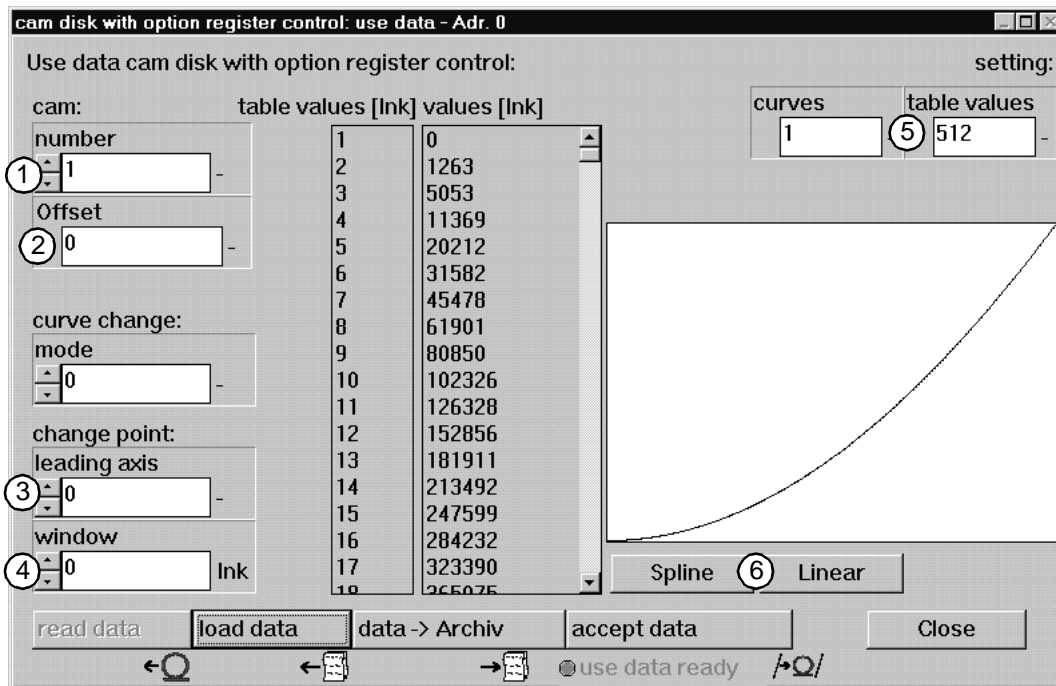 cam disk with option register control: use data - Adr. 0
Use data cam disk with option register control:
setting:
cam:
table values [Ink] values [Ink]
curves
table values
number
1
-
1
-
5
512
-
1
Offset
2
0
-
1 0
2 1263
3 5053
4 11369
5 20212
6 31582
7 45478
8 61901
9 80850
10 102326
11 126328
12 152856
13 181911
14 213492
15 247599
16 284232
17 323390
18 365075
curve change:
mode
0
-
change point:
leading axis
3
0
-
window
4
0
Ink
Spline
6
Linear
read data
load data
data -> Archiv
accept data
Close
use data ready